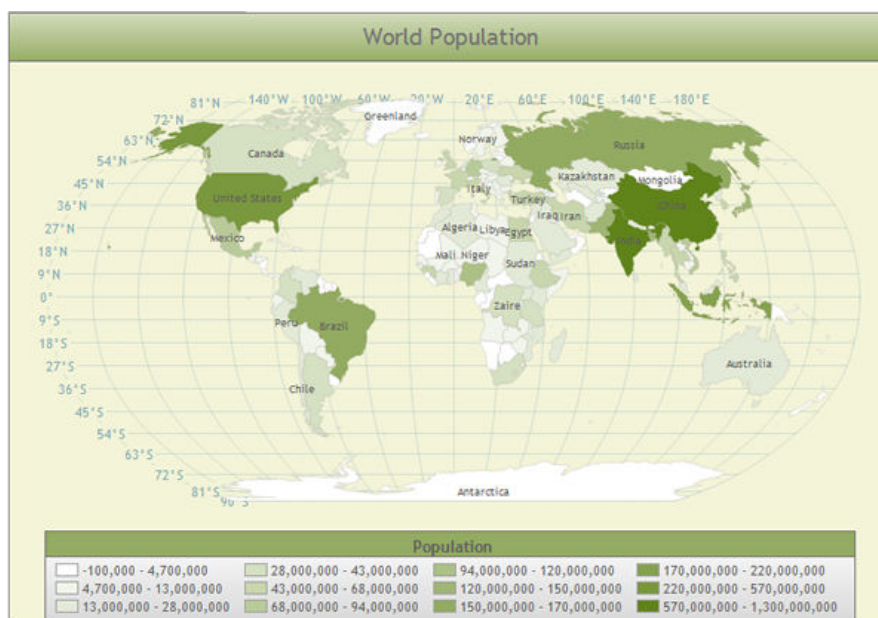 World Population
81°N 140°W 100°W 60°W 20°W 20°E 60°E 100°E 140°E 180°E
72°N
Greenland
63°N
Norway
Russia
Canada
54°N
Kazakhstan
Mongolia
45°N
Italy
United States
Turkey
China
36°N
Iraq Iran
27°N
Algeria Libya Egypt
Mexico
India
18°N
Mali Niger
Sudan
9°N
0°
Zaire
9°S
Peru
Brazil
18°S
27°S
Australia
36°S
Chile
45°S
54°S
63°S
72°S
81°S
Antarctica
90°S
Population
-100,000 - 4,700,000 28,000,000 - 43,000,000 94,000,000 - 120,000,000 170,000,000 - 220,000,000
4,700,000 - 13,000,000 43,000,000 - 68,000,000 120,000,000 - 150,000,000 220,000,000 - 570,000,000
13,000,000 - 28,000,000 68,000,000 - 94,000,000 150,000,000 - 170,000,000 570,000,000 - 1,300,000,000